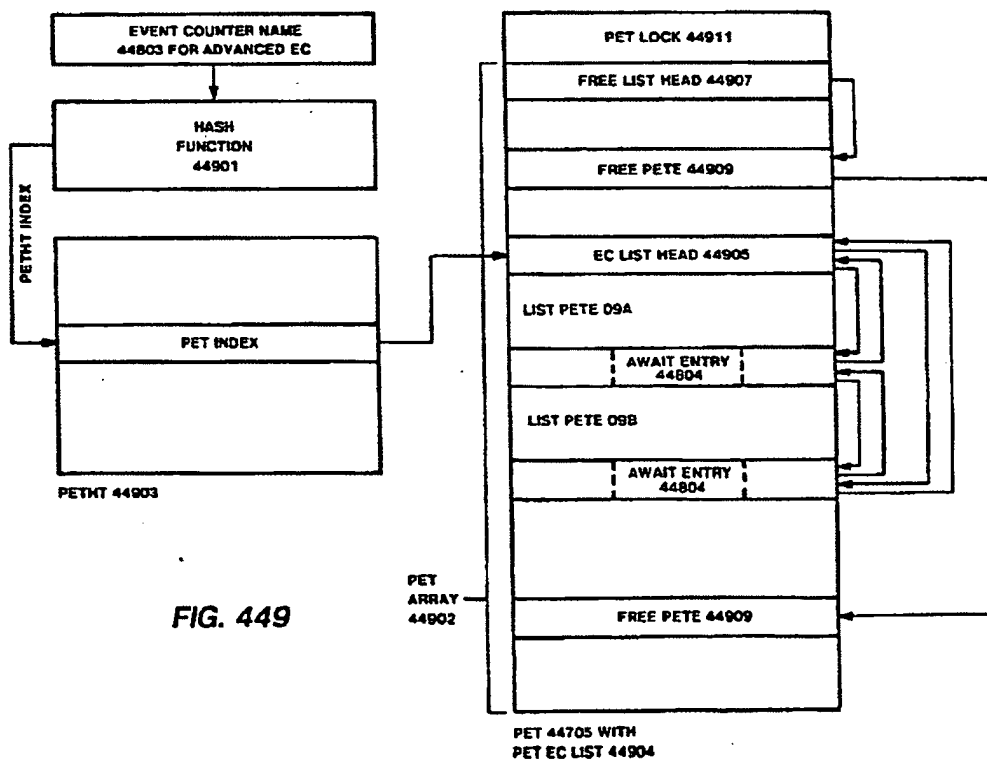 EVENT COUNTER NAME
44803 FOR ADVANCED EC
HASH
FUNCTION
44901
PETHT INDEX
PET INDEX
PETHT 44903
FIG. 449
PET LOCK 44911
FREE LIST HEAD 44907
FREE PETE 44909
EC LIST HEAD 44905
LIST PETE 09A
AWAIT ENTRY
44804
LIST PETE 09B
AWAIT ENTRY
44804
FREE PETE 44909
PET
ARRAY
44902
PET 44705 WITH
PET EC LIST 44904